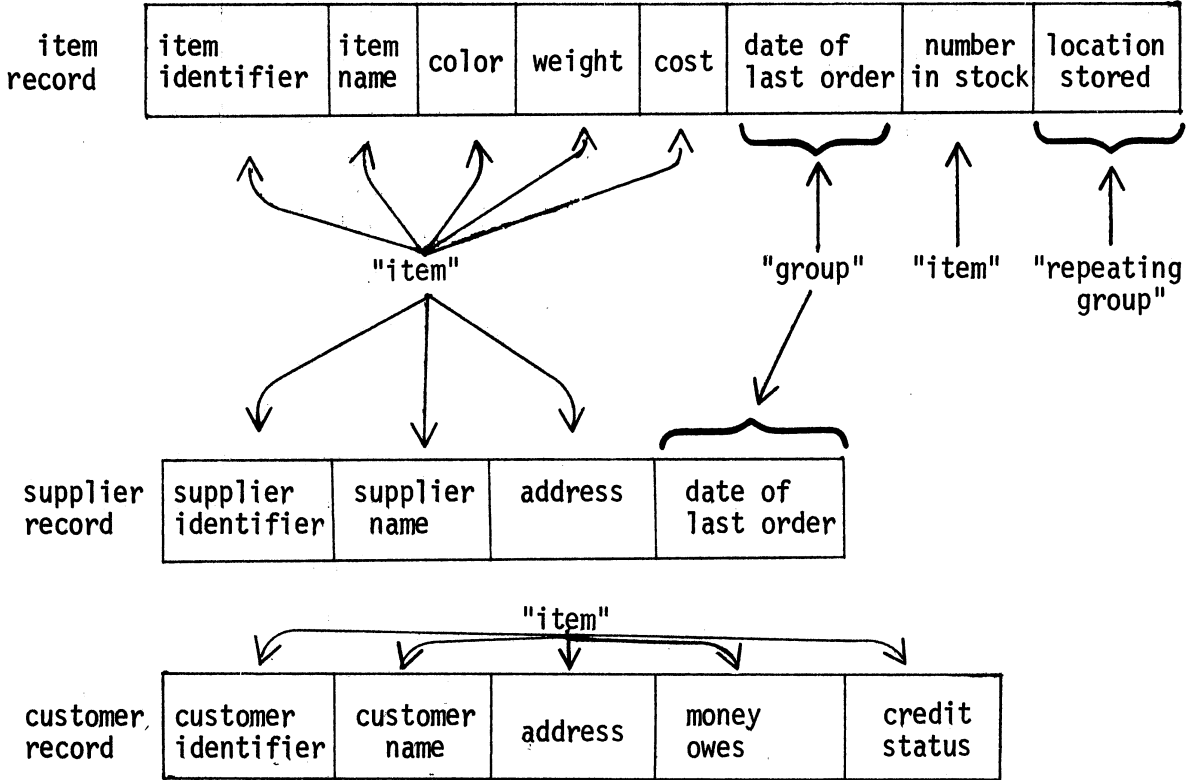 item
record
item
identifier
item
name
color
weight
cost
date of
last order
number
in stock
location
stored
"item"
"group"
"item"
"repeating
group"
supplier
record
supplier
identifier
supplier
name
address
date of
last order
"item"
customer
record
customer
identifier
customer
name
address
money
owes
credit
status